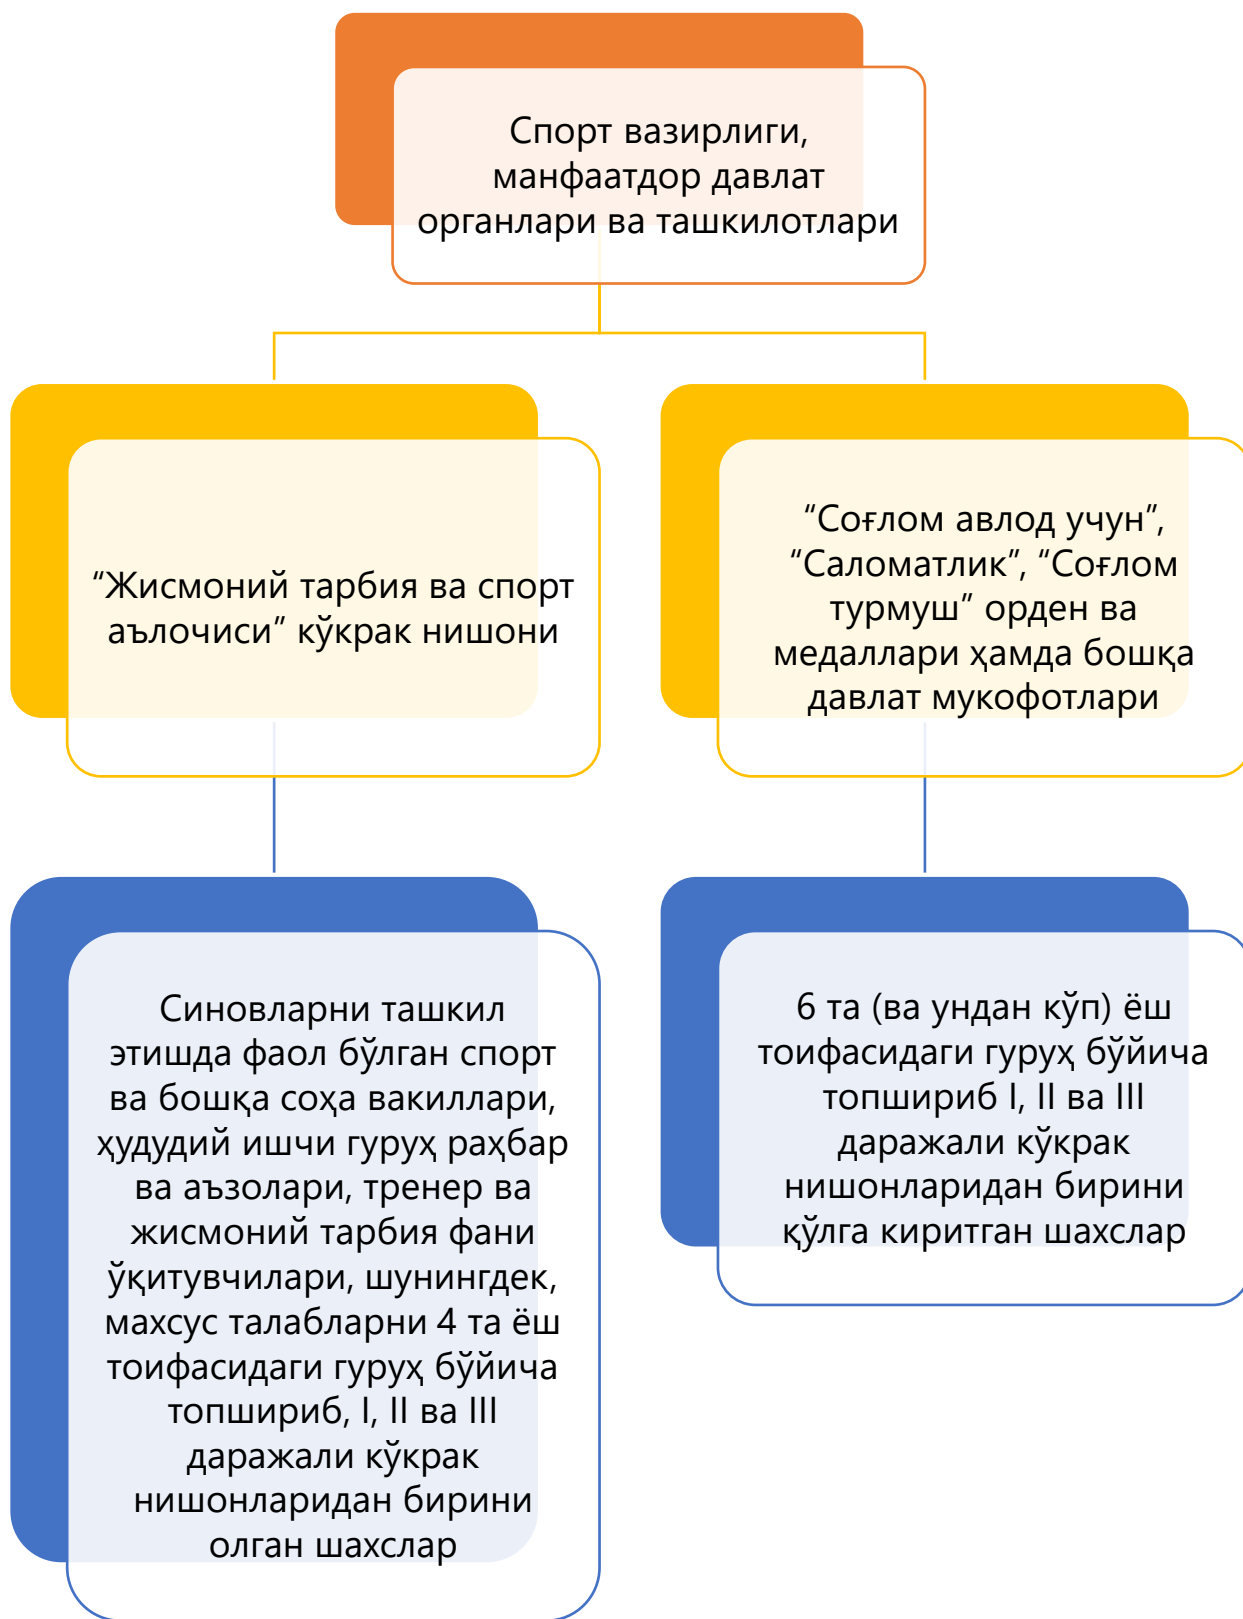 Спорт вазирлиги,
манфаатдор давлат
органлари ва ташкилотлари
“Жисмоний тарбия ва спорт
аълочиси” кўкрак нишони
“Соғлом авлод учун”,
“Саломатлик”, “Соғлом
турмуш” орден ва
медаллари ҳамда бошқа
давлат мукофотлари
Синовларни ташкил
этишда фаол бўлган спорт
ва бошқа соҳа вакиллари,
ҳудудий ишчи гуруҳ раҳбар
ва аъзолари, тренер ва
жисмоний тарбия фани
ўқитувчилари, шунингдек,
махсус талабларни 4 та ёш
тоифасидаги гуруҳ бўйича
топшириб, I, II ва III
даражали кўкрак
нишонларидан бирини
олган шахслар
6 та (ва ундан кўп) ёш
тоифасидаги гуруҳ бўйича
топшириб I, II ва III
даражали кўкрак
нишонларидан бирини
қўлга киритган шахслар